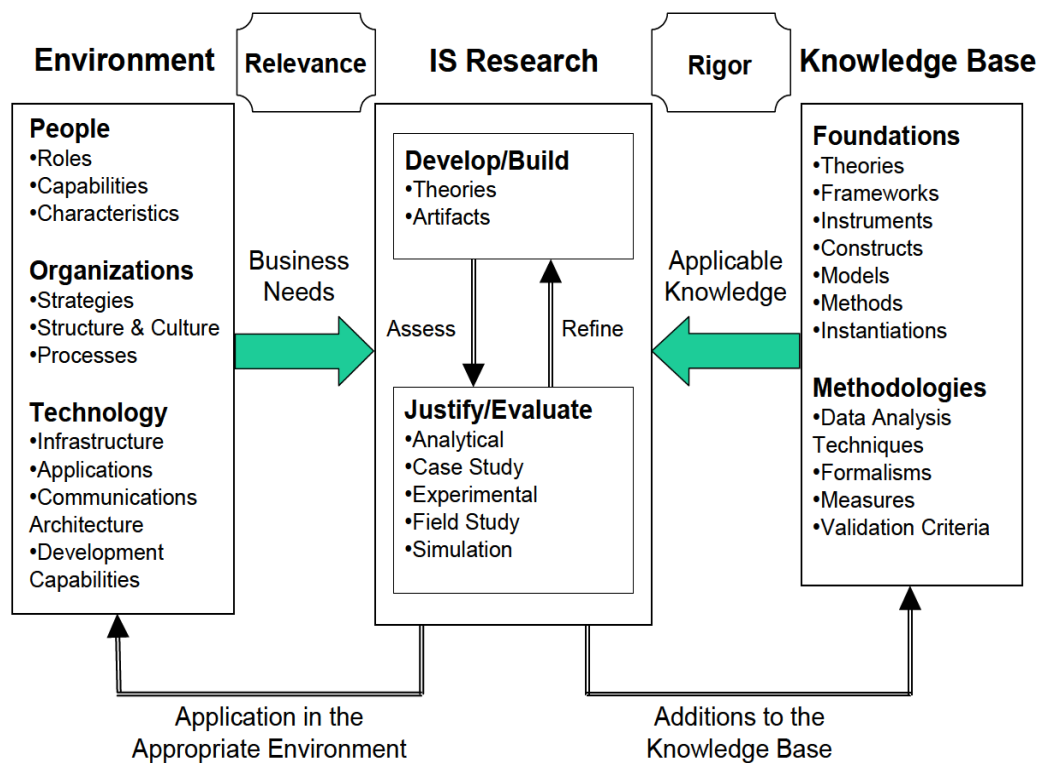 Environment
Relevance
IS Research
Rigor
Knowledge Base
People
•Roles
•Capabilities
•Characteristics
Organizations
•Strategies
•Structure & Culture
•Processes
Technology
•Infrastructure
•Applications
•Communications
Architecture
•Development
Capabilities
Business
Needs
Develop/Build
•Theories
•Artifacts
Assess
Refine
Justify/Evaluate
•Analytical
•Case Study
•Experimental
•Field Study
•Simulation
Applicable
Knowledge
Foundations
•Theories
•Frameworks
•Instruments
•Constructs
•Models
•Methods
•Instantiations
Methodologies
•Data Analysis
Techniques
•Formalisms
•Measures
•Validation Criteria
Application in the
Appropriate Environment
Additions to the
Knowledge Base